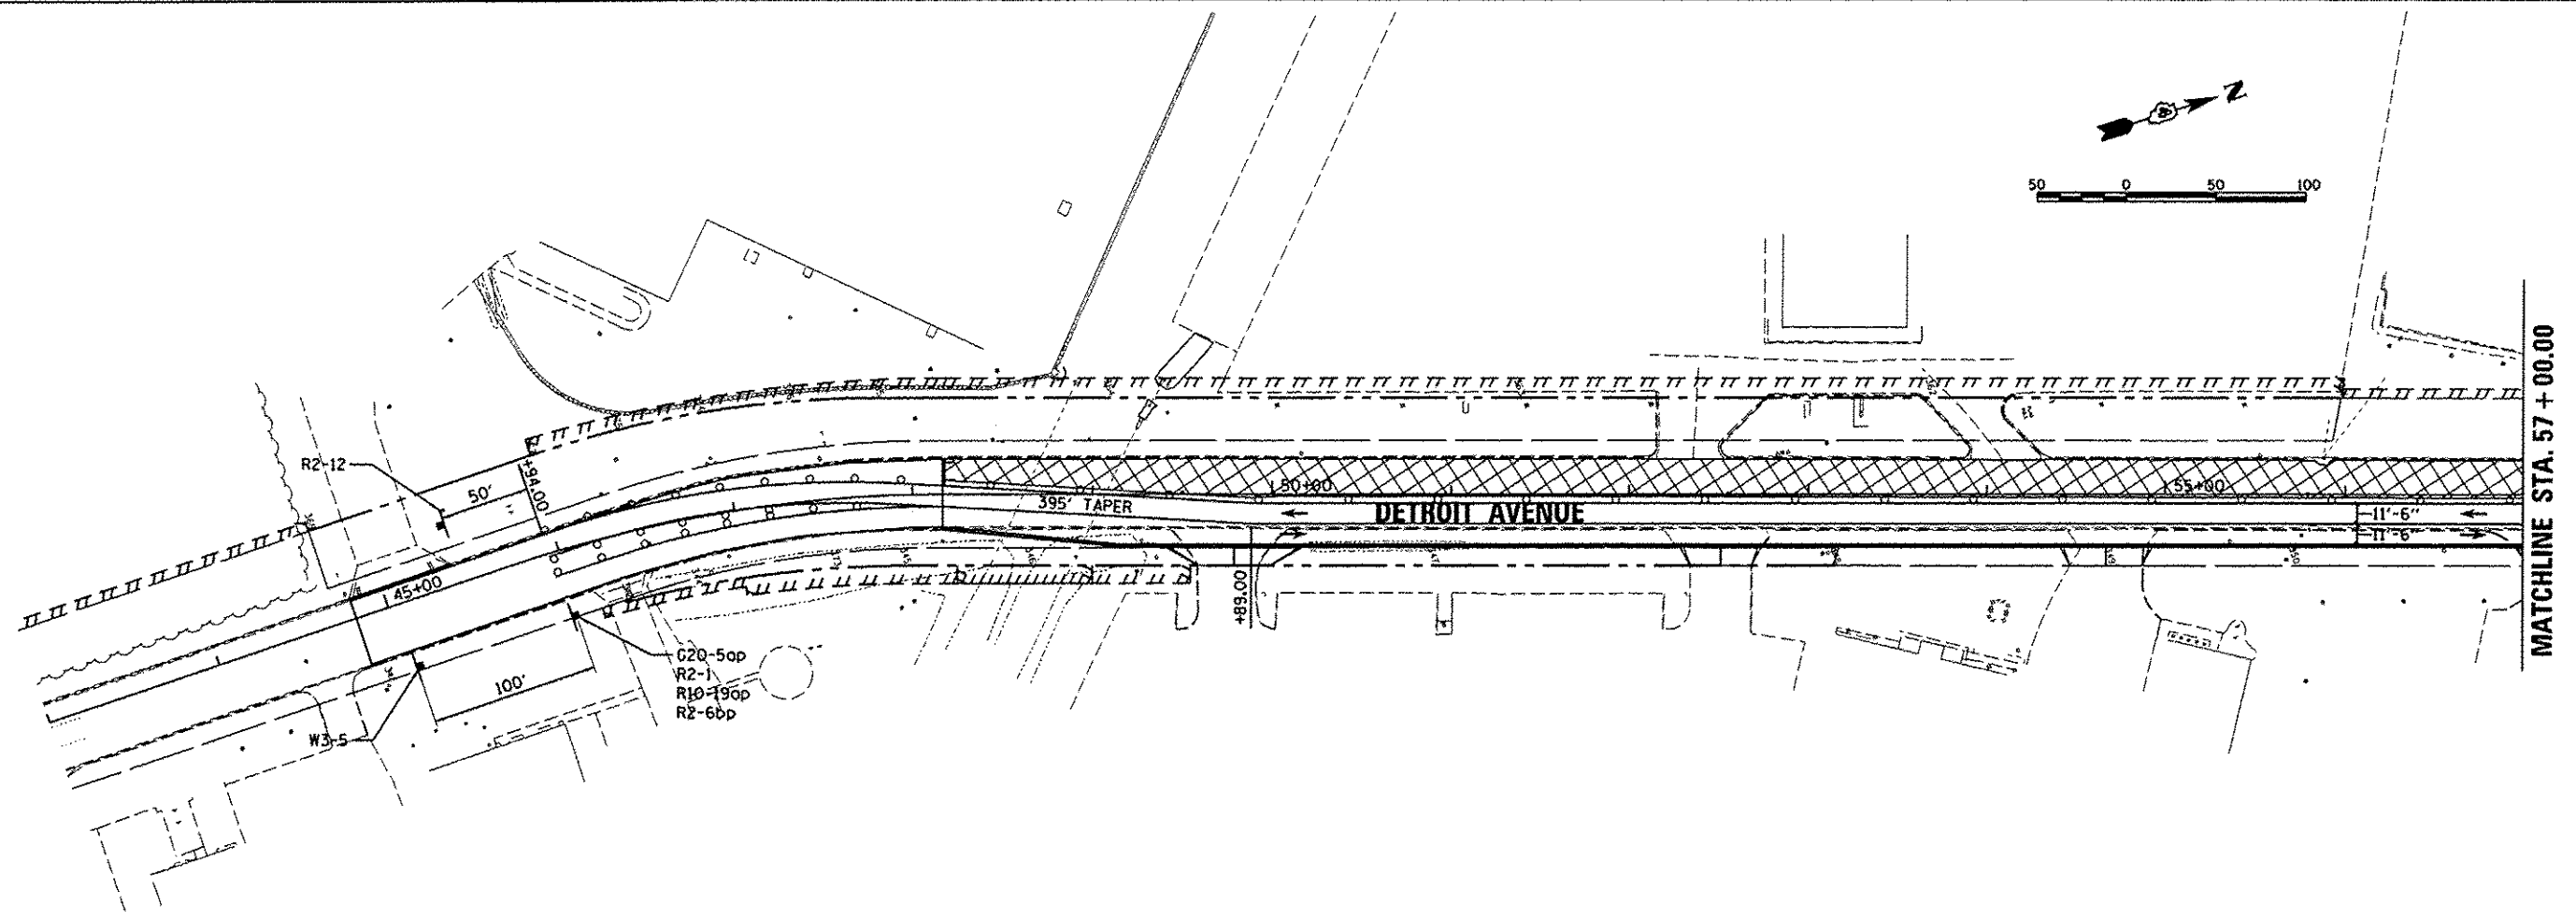 N
50 0 50 100
R2-12
50'
+94.00
50+00
55+00
395' TAPER
DETROIT AVENUE
11'-6"
11'-6"
MATCHLINE STA. 57 + 00.00
45+00
+89.00
G20-5ap
R2-1
R10-19ap
R2-6bp
100'
W3-5